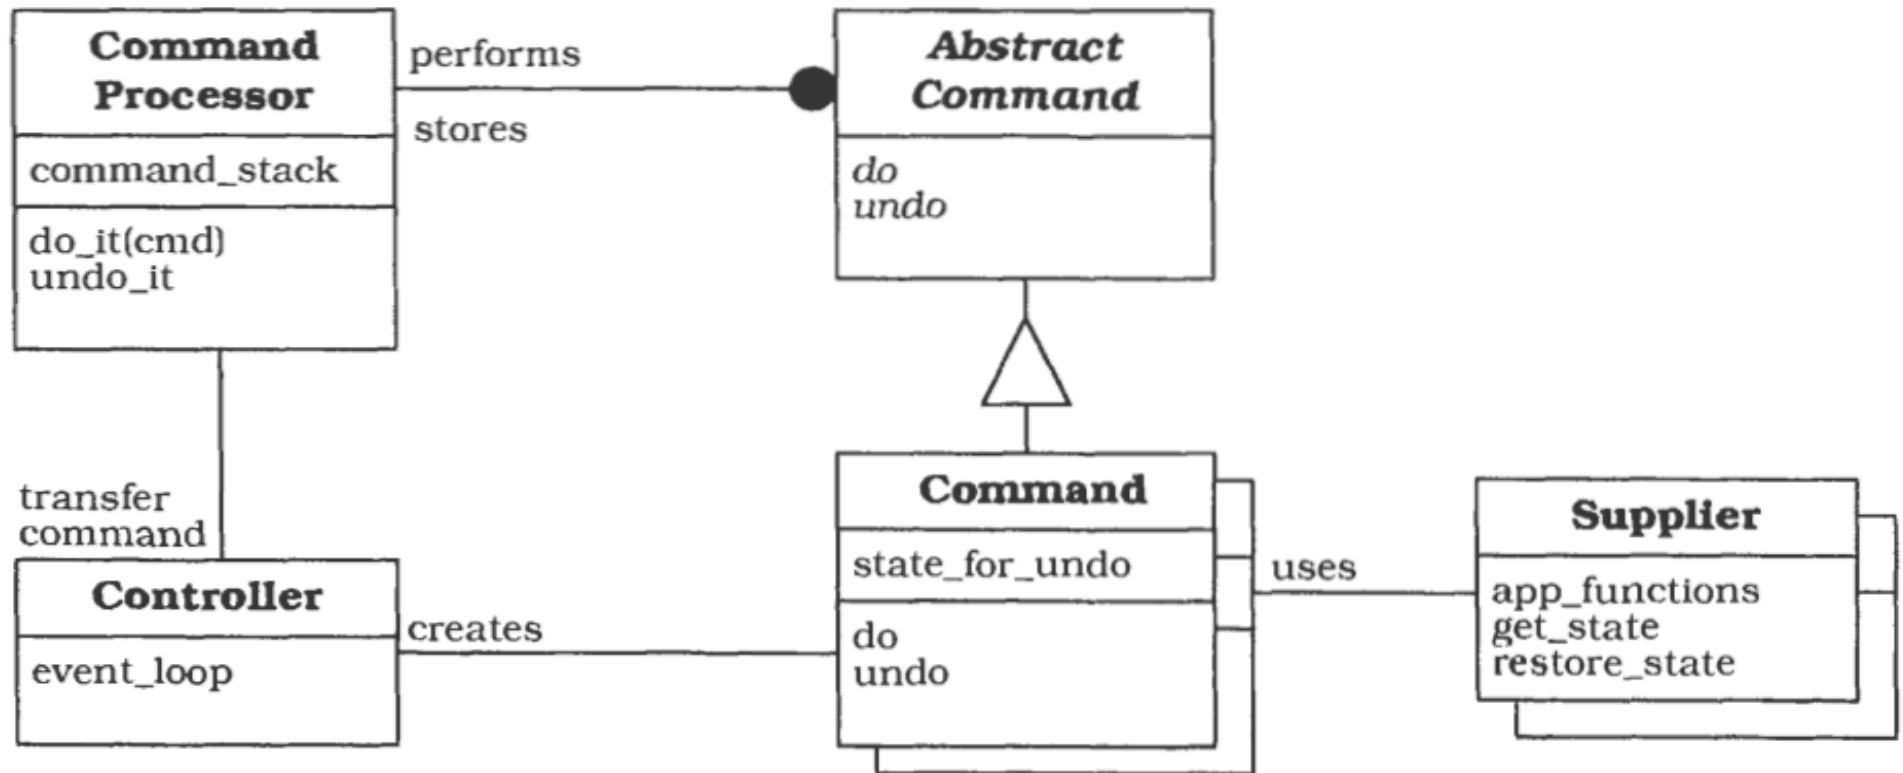 Command
Processor
command_stack
do_it(cmd)
undo_it
performs
stores
Abstract
Command
do
undo
transfer
command
Controller
event_loop
creates
Command
state_for_undo
do
undo
uses
Supplier
app_functions
get_state
restore_state